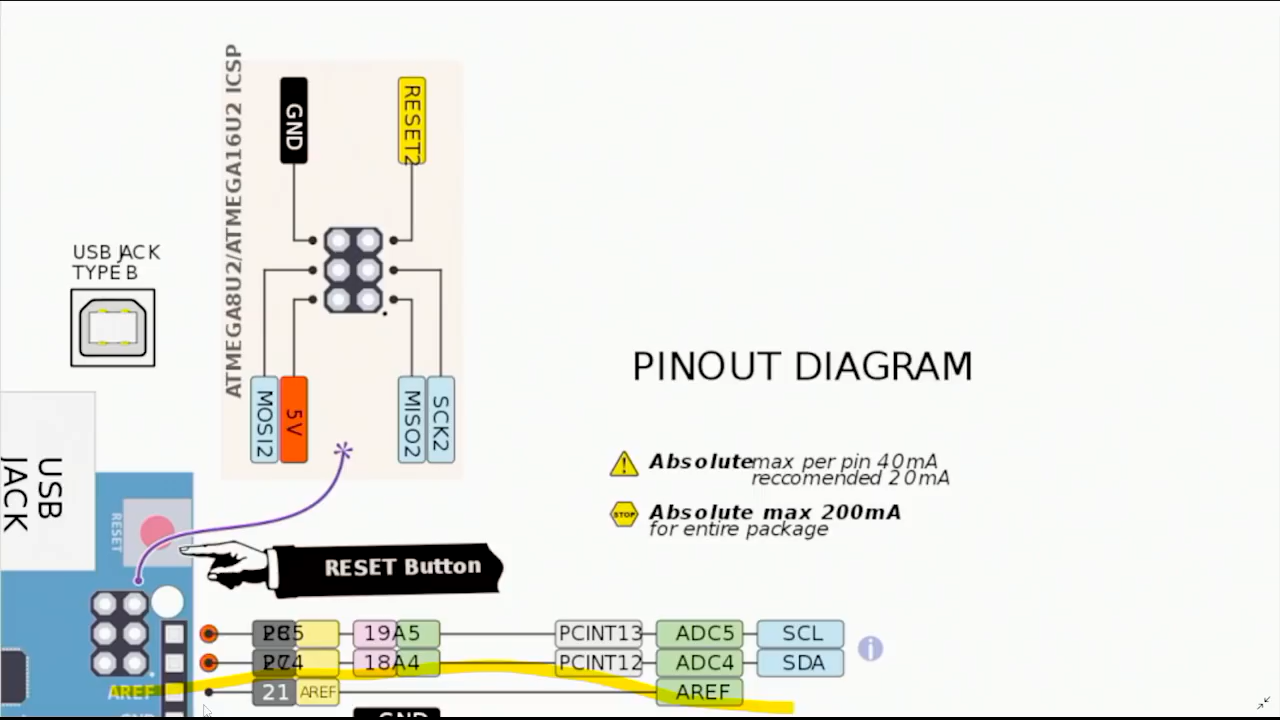 ATMEGA8U2/ATMEGA16U2 ICSP
GND
RESET2
USB JACK
TYPE B
MOSI2
5V
MISO2
SCK2
PINOUT DIAGRAM
Absolute max per pin 40mA
reccomended 20mA
STOP
Absolute max 200mA
for entire package
USB
JACK
RESET
RESET Button
19 A5 PCINT13 ADC5 SCL
18 A4 PCINT12 ADC4 SDA
i
AREF 21 AREF AREF
GND